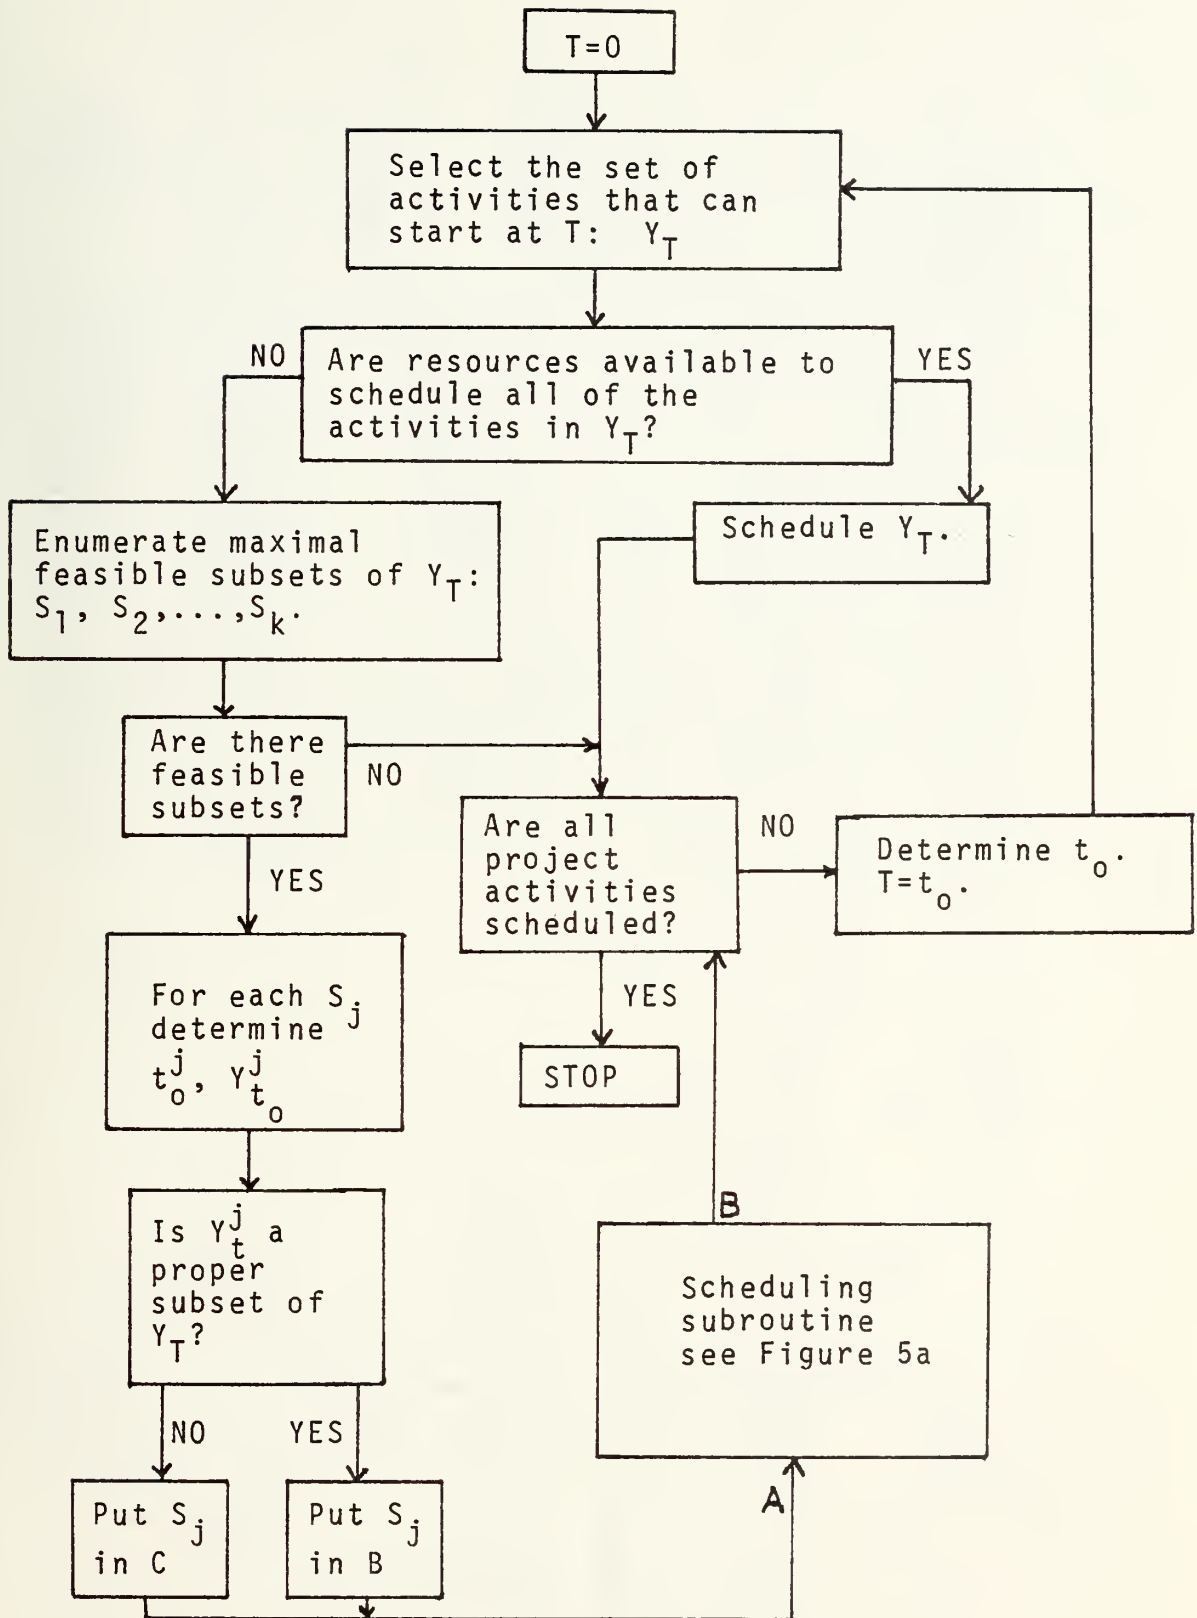 T=0
Select the set of
activities that can
start at T: Y_T
NO
Are resources available to
schedule all of the
activities in Y_T?
YES
Enumerate maximal
feasible subsets of Y_T:
S_1, S_2,...,S_k.
Schedule Y_T.
Are there
feasible
subsets?
NO
YES
Are all
project
activities
scheduled?
NO
Determine t_o.
T=t_o.
YES
STOP
For each S_j
determine
t_o^j, Y_{t_o}^j
Is Y_t^j a
proper
subset of
Y_T?
NO
YES
Put S_j
in C
Put S_j
in B
B
Scheduling
subroutine
see Figure 5a
A